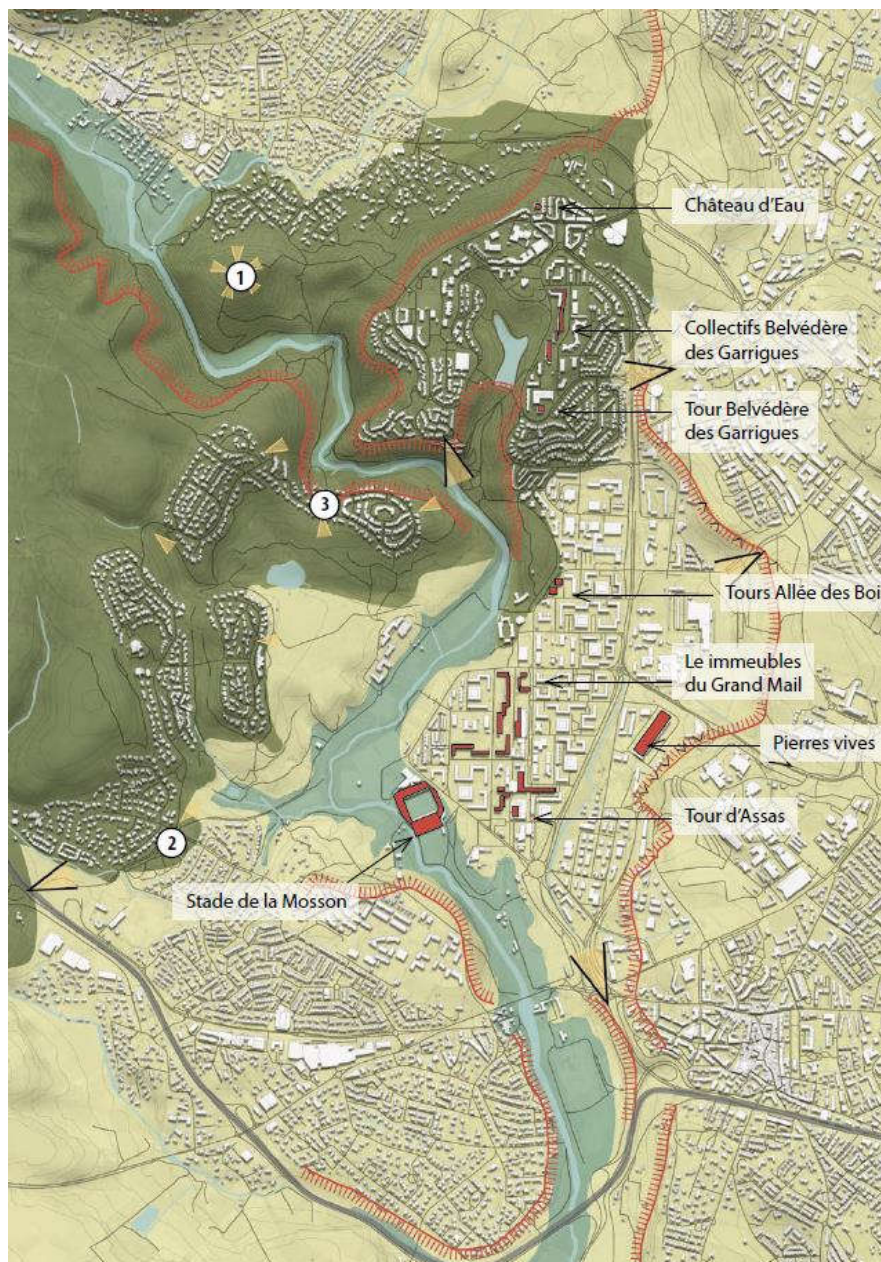 Château d'Eau
1
Collectifs Belvédère
des Garrigues
Tour Belvédère
des Garrigues
3
Tours Allée des Boi
Le immeubles
du Grand Mail
Pierres vives
Tour d'Assas
2
Stade de la Mosson